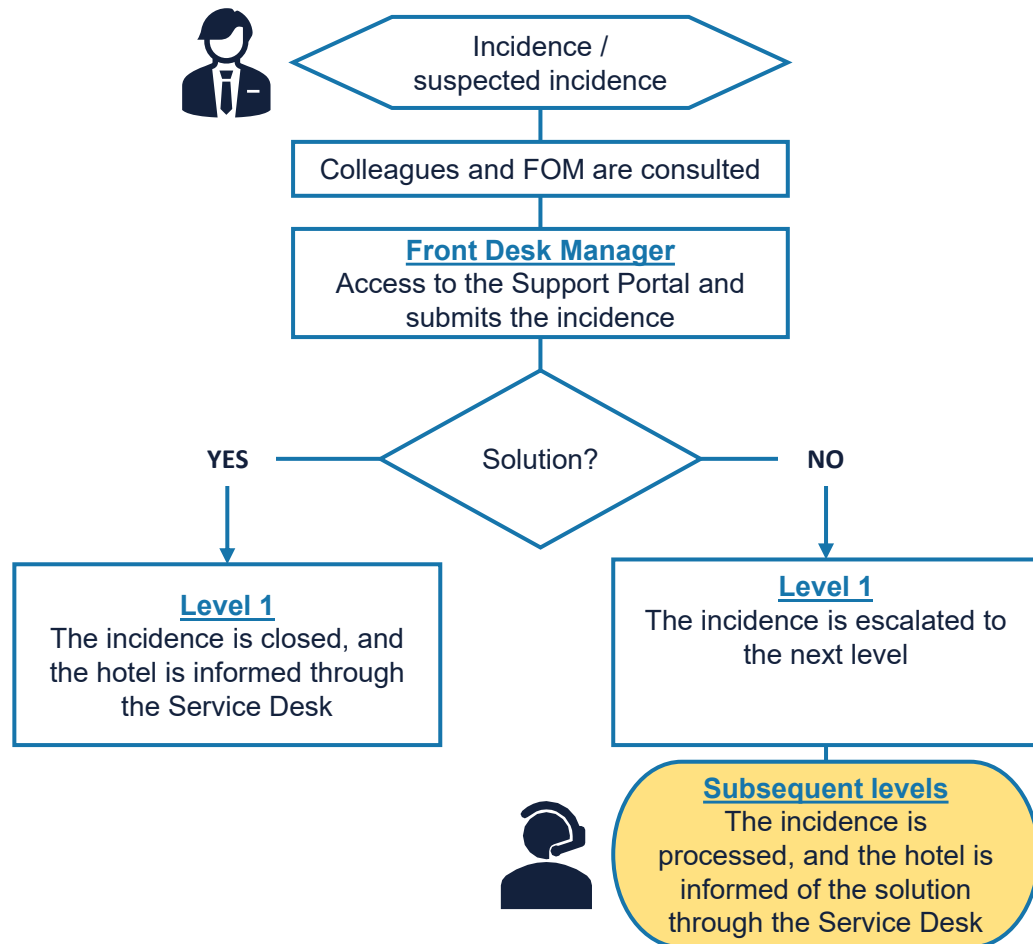 Incidence /
suspected incidence
Colleagues and FOM are consulted
Front Desk Manager
Access to the Support Portal and
submits the incidence
Solution?
YES
NO
Level 1
The incidence is closed, and
the hotel is informed through
the Service Desk
Level 1
The incidence is escalated to
the next level
Subsequent levels
The incidence is
processed, and the hotel is
informed of the solution
through the Service Desk